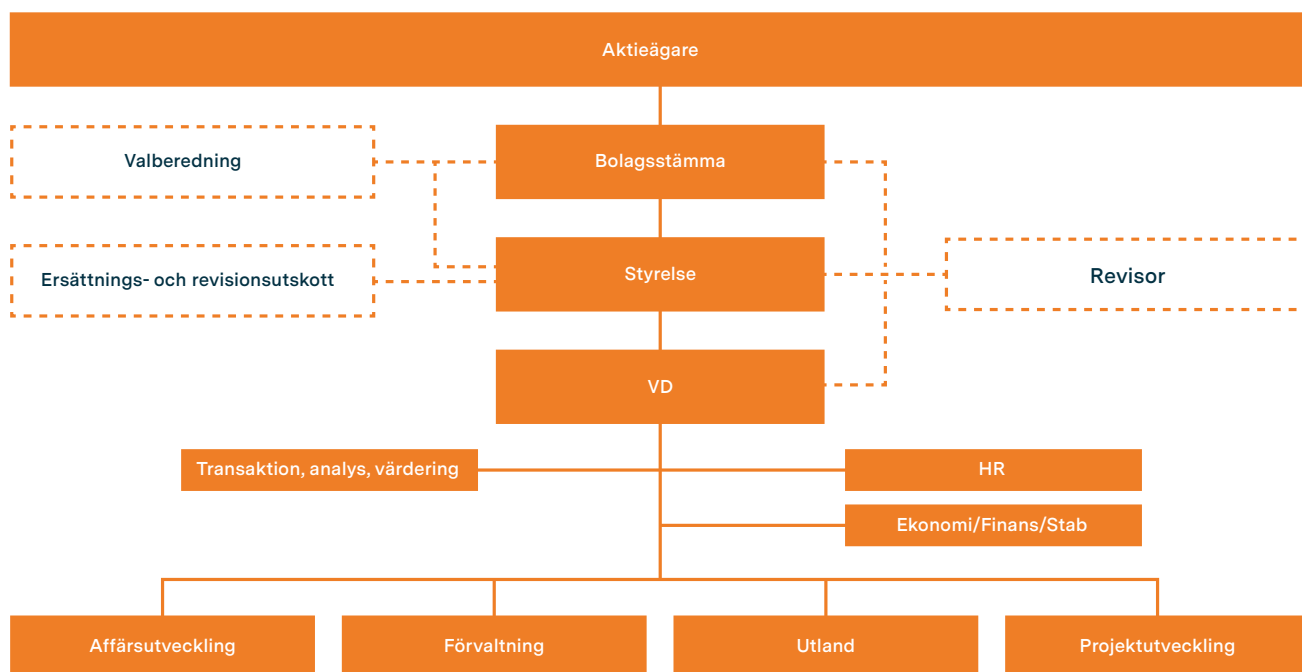 Aktieägare
Valberedning
Bolagsstämma
Ersättnings- och revisionsutskott
Styrelse
Revisor
VD
Transaktion, analys, värdering
HR
Ekonomi/Finans/Stab
Affärsutveckling
Förvaltning
Utland
Projektutveckling